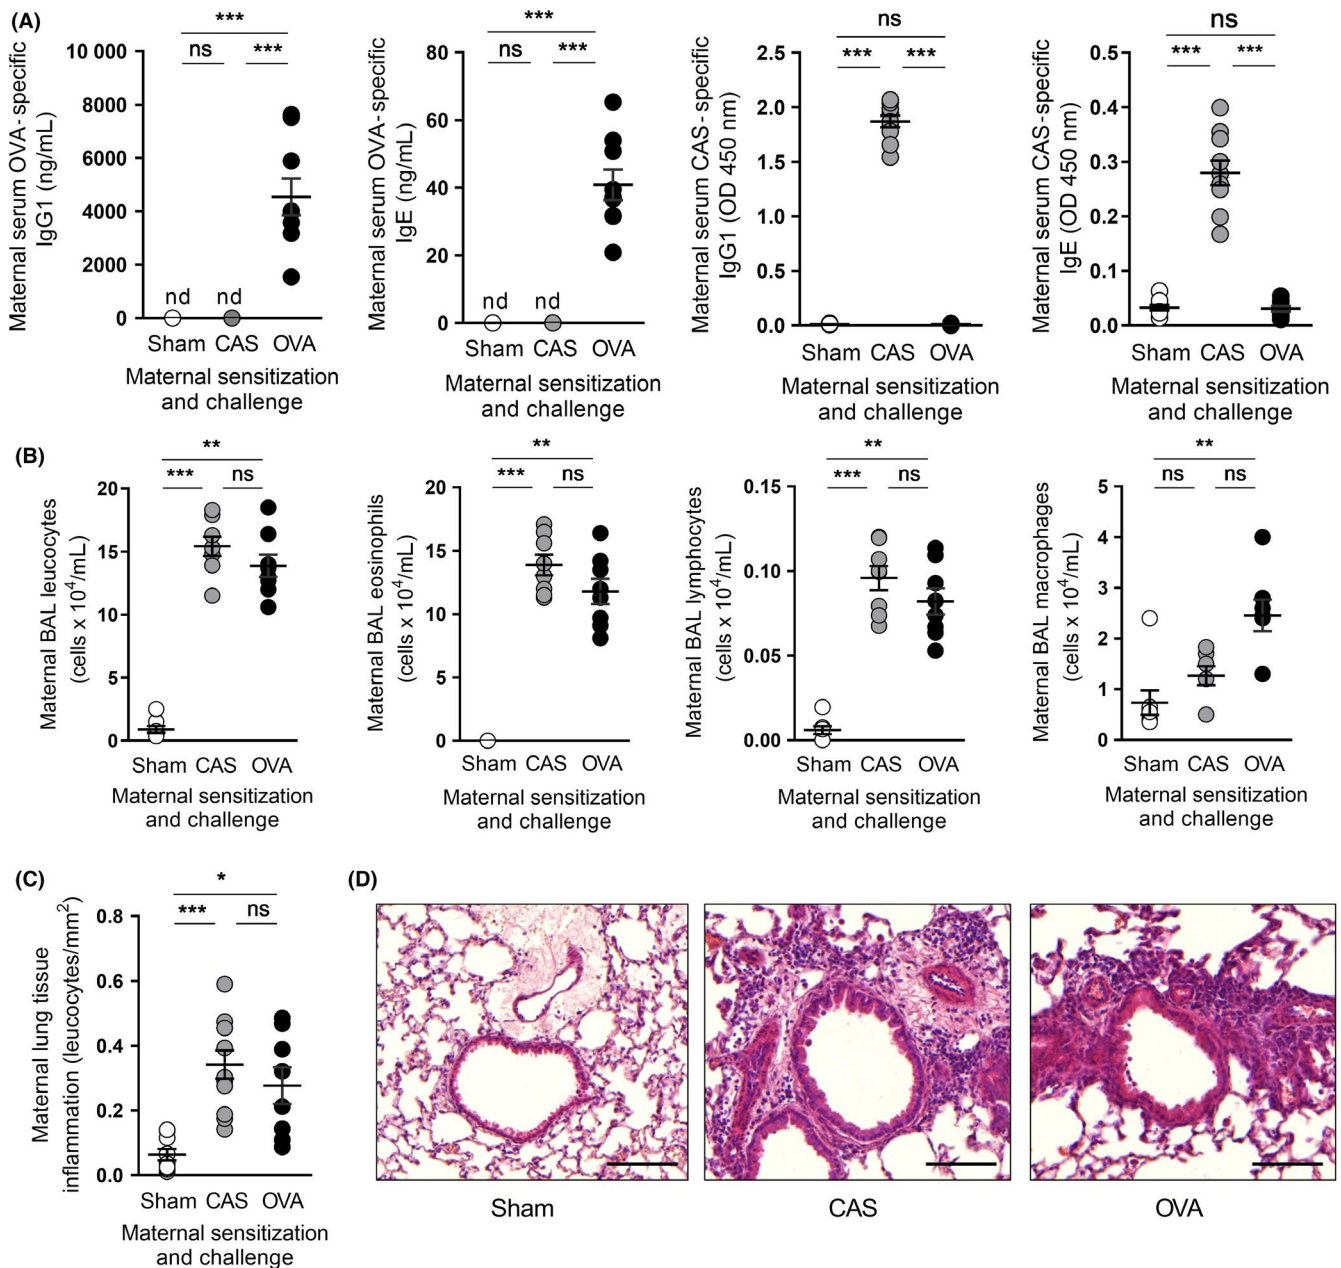 (A)
***
ns
***
10 000
8000
6000
4000
2000
0
Maternal serum OVA-specific
IgG1 (ng/mL)
nd
nd
Sham
CAS
OVA
Maternal sensitization
and challenge
***
ns
***
80
60
40
20
0
Maternal serum OVA-specific
IgE (ng/mL)
nd
nd
Sham
CAS
OVA
Maternal sensitization
and challenge
ns
***
***
2.5
2.0
1.5
1.0
0.5
0.0
Maternal serum CAS-specific
IgG1 (OD 450 nm)
Sham
CAS
OVA
Maternal sensitization
and challenge
ns
***
***
0.5
0.4
0.3
0.2
0.1
0.0
Maternal serum CAS-specific
IgE (OD 450 nm)
Sham
CAS
OVA
Maternal sensitization
and challenge
(B)
**
***
ns
20
15
10
5
0
Maternal BAL leucocytes
(cells x 10⁴/mL)
Sham
CAS
OVA
Maternal sensitization
and challenge
**
***
ns
20
15
10
5
0
Maternal BAL eosinophils
(cells x 10⁴/mL)
Sham
CAS
OVA
Maternal sensitization
and challenge
**
***
ns
0.15
0.10
0.05
0.00
Maternal BAL lymphocytes
(cells x 10⁴/mL)
Sham
CAS
OVA
Maternal sensitization
and challenge
**
ns
ns
5
4
3
2
1
0
Maternal BAL macrophages
(cells x 10⁴/mL)
Sham
CAS
OVA
Maternal sensitization
and challenge
(C)
*
***
ns
0.8
0.6
0.4
0.2
0.0
Maternal lung tissue
inflammation (leucocytes/mm²)
Sham
CAS
OVA
Maternal sensitization
and challenge
(D)
Sham
CAS
OVA